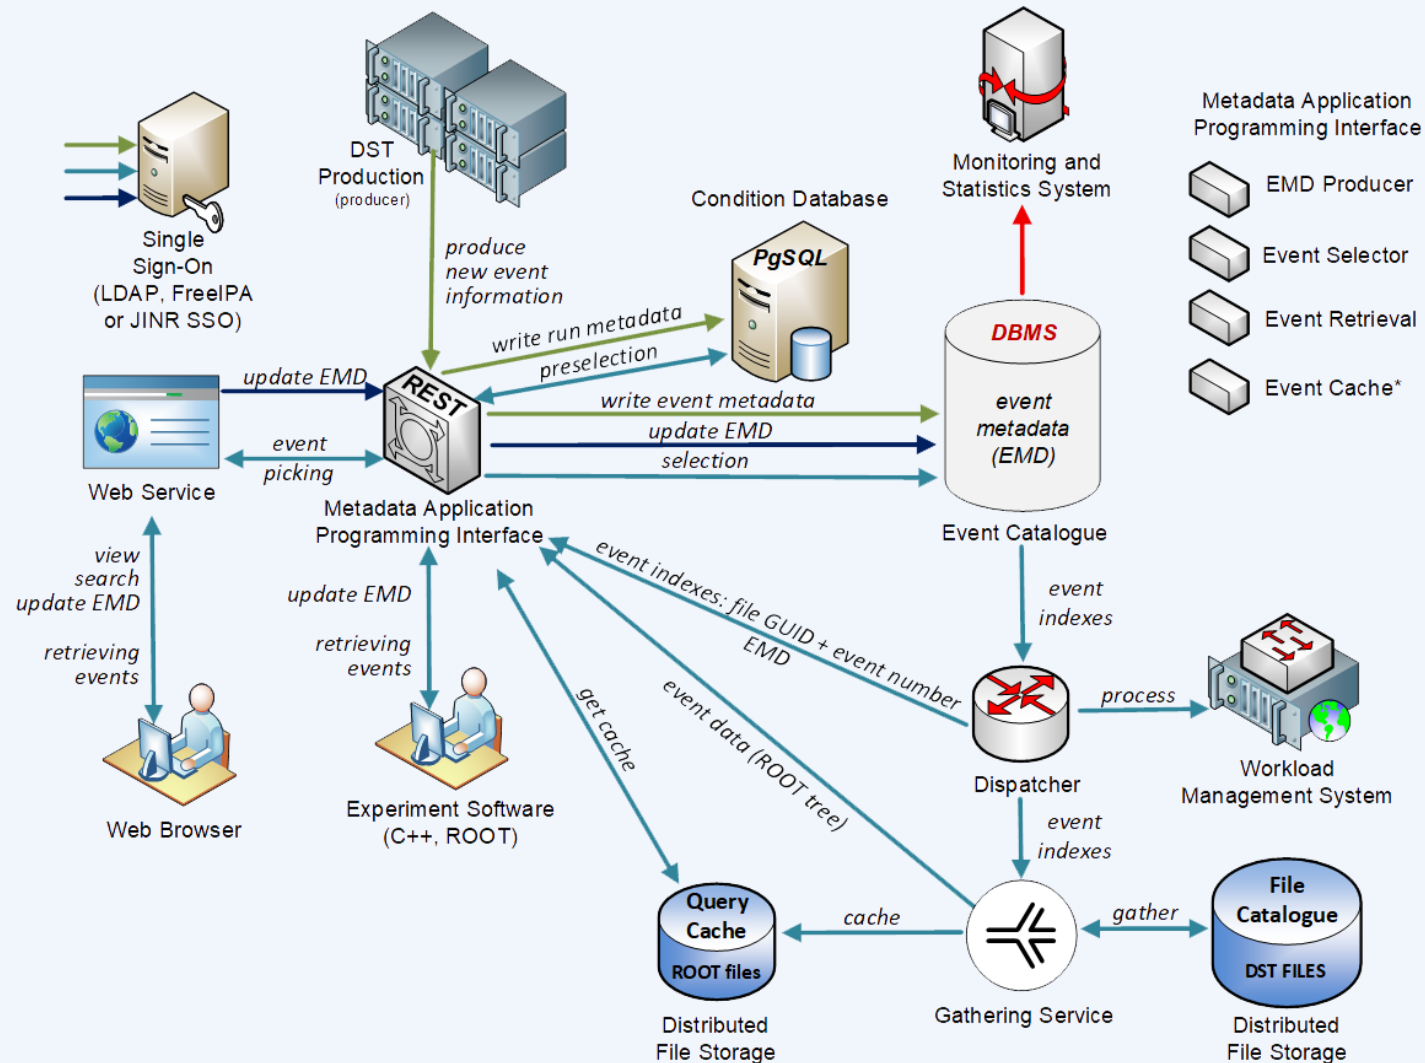 DST
Production
(producer)
Monitoring and
Statistics System
Metadata Application
Programming Interface
EMD Producer
Event Selector
Event Retrieval
Event Cache*
Single
Sign-On
(LDAP, FreeIPA
or JINR SSO)
produce
new event
information
Condition Database
PgSQL
write run metadata
preselection
DBMS
event
metadata
(EMD)
Event Catalogue
update EMD
REST
write event metadata
update EMD
selection
event
picking
Web Service
Metadata Application
Programming Interface
view
search
update EMD
retrieving
events
Web Browser
update EMD
retrieving
events
Experiment Software
(C++, ROOT)
event indexes: file GUID + event number
EMD
event data (ROOT tree)
get cache
event
indexes
Dispatcher
process
Workload
Management System
event
indexes
Query
Cache
ROOT files
Distributed
File Storage
cache
Gathering Service
gather
File
Catalogue
DST FILES
Distributed
File Storage